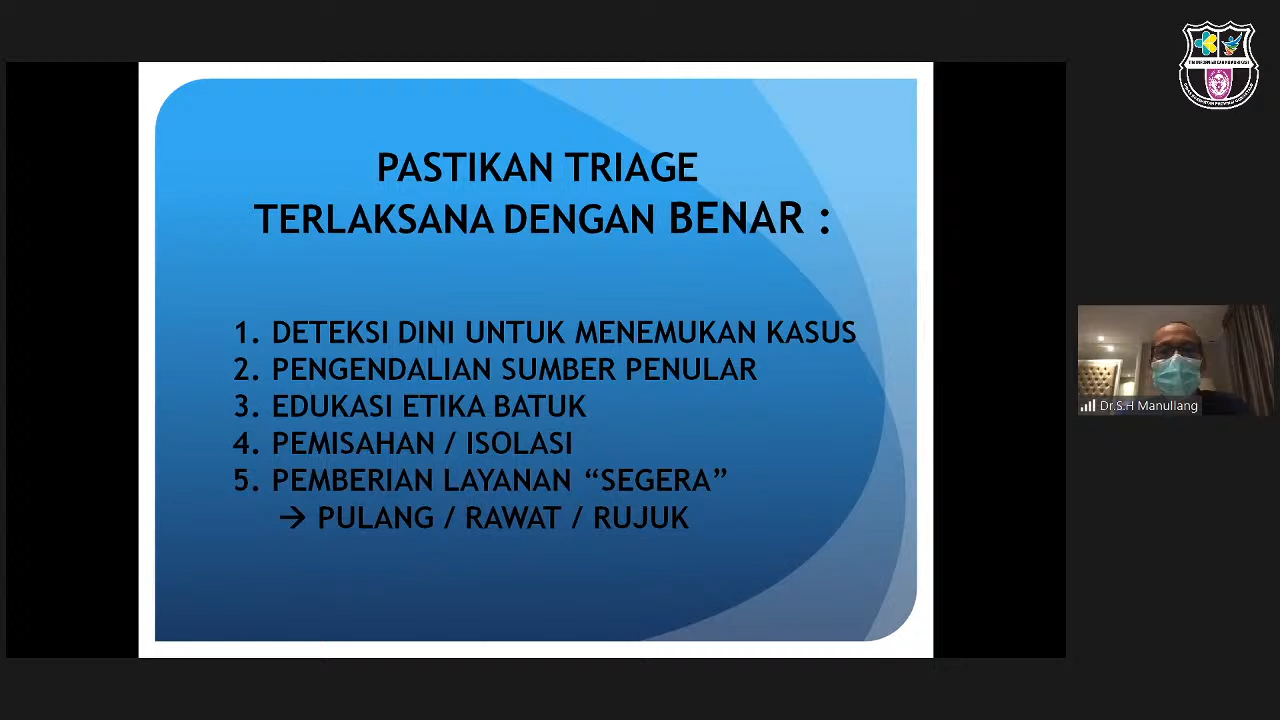 PASTIKAN TRIAGE
TERLAKSANA DENGAN BENAR :
1. DETEKSI DINI UNTUK MENEMUKAN KASUS
2. PENGENDALIAN SUMBER PENULAR
3. EDUKASI ETIKA BATUK
4. PEMISAHAN / ISOLASI
5. PEMBERIAN LAYANAN “SEGERA”
→ PULANG / RAWAT / RUJUK
Dr.S.H Manullang